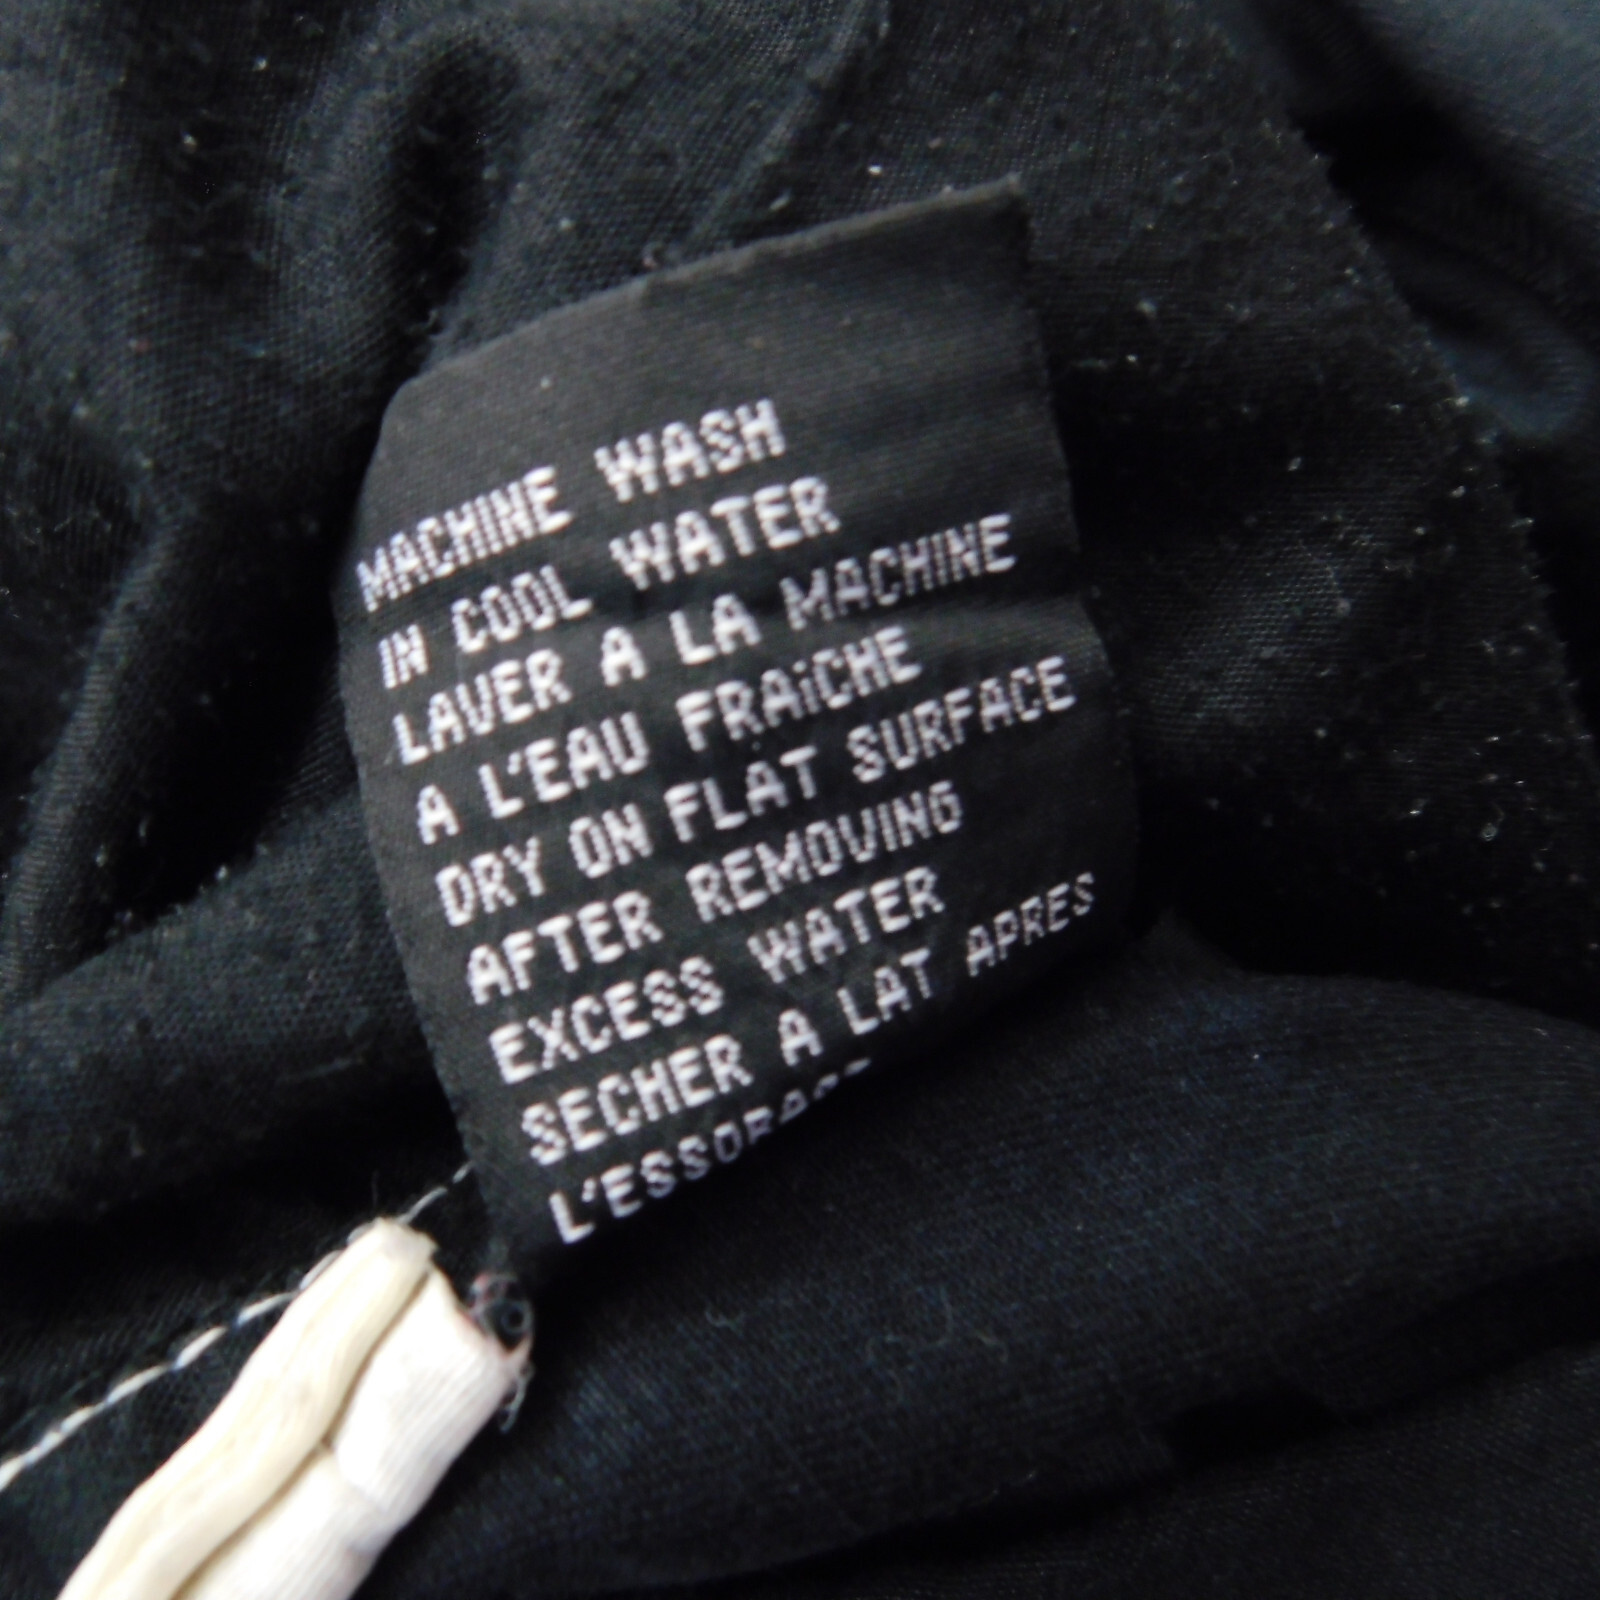 MACHINE WASH
IN COOL WATER
LAVER A LA MACHINE
A L'EAU FRAiCHE
DRY ON FLAT SURFACE
AFTER REMOVING
EXCESS WATER
SECHER A LAT APRES